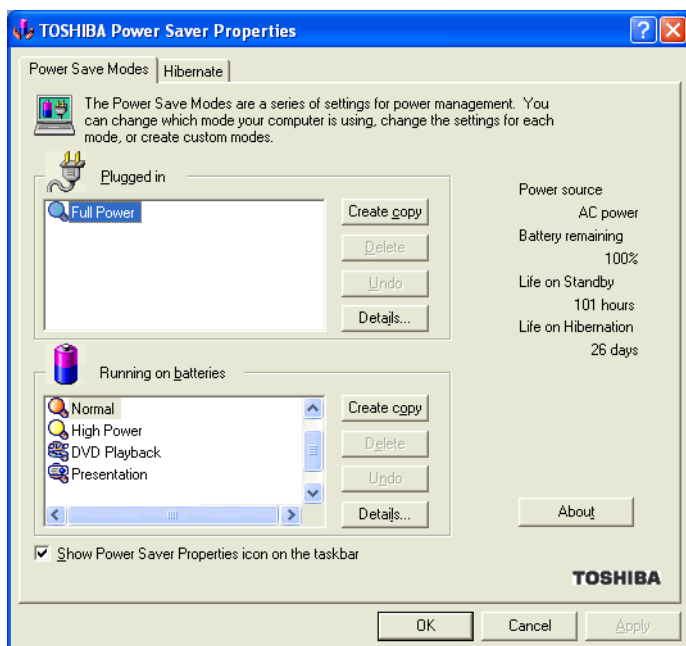 TOSHIBA Power Saver Properties
Power Save Modes
Hibernate
The Power Save Modes are a series of settings for power management. You
can change which mode your computer is using, change the settings for each
mode, or create custom modes.
Plugged in
Full Power
Create copy
Delete
Undo
Details...
Power source
AC power
Battery remaining
100%
Life on Standby
101 hours
Life on Hibernation
26 days
Running on batteries
Normal
High Power
DVD Playback
Presentation
Create copy
Delete
Undo
Details...
About
Show Power Saver Properties icon on the taskbar
TOSHIBA
OK
Cancel
Apply